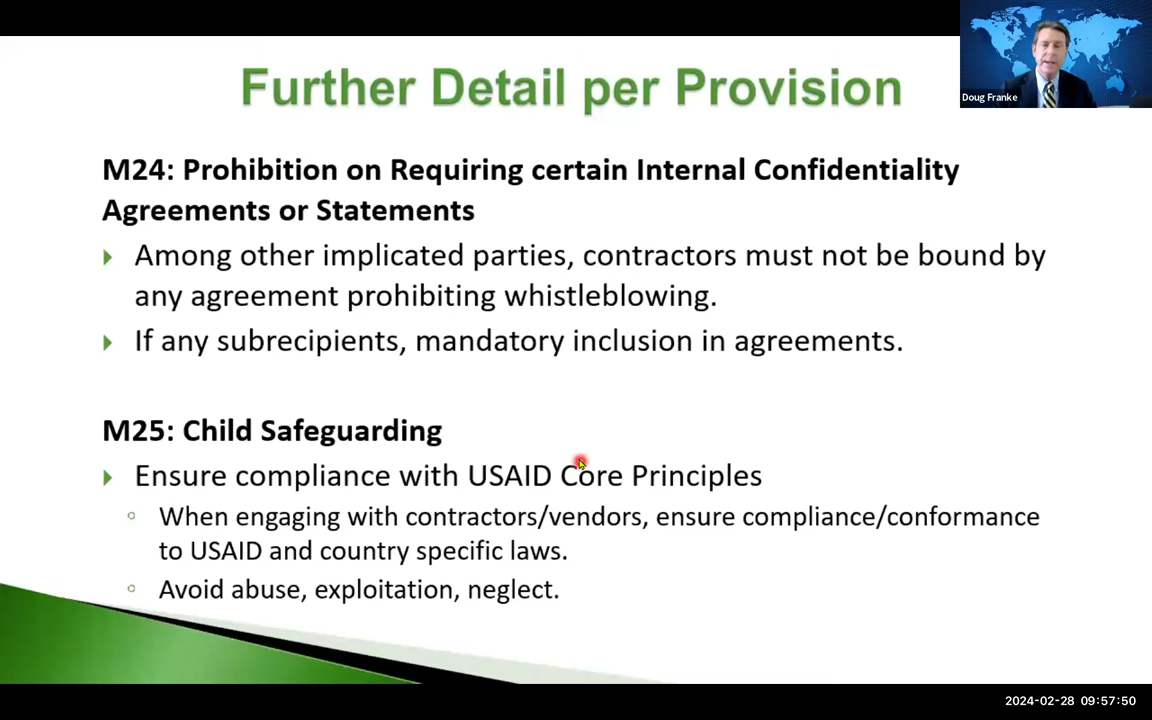 Further Detail per Provision
Doug Franke
M24: Prohibition on Requiring certain Internal Confidentiality
Agreements or Statements
Among other implicated parties, contractors must not be bound by
any agreement prohibiting whistleblowing.
If any subrecipients, mandatory inclusion in agreements.
M25: Child Safeguarding
Ensure compliance with USAID Core Principles
When engaging with contractors/vendors, ensure compliance/conformance
to USAID and country specific laws.
Avoid abuse, exploitation, neglect.
2024-02-28 09:57:50